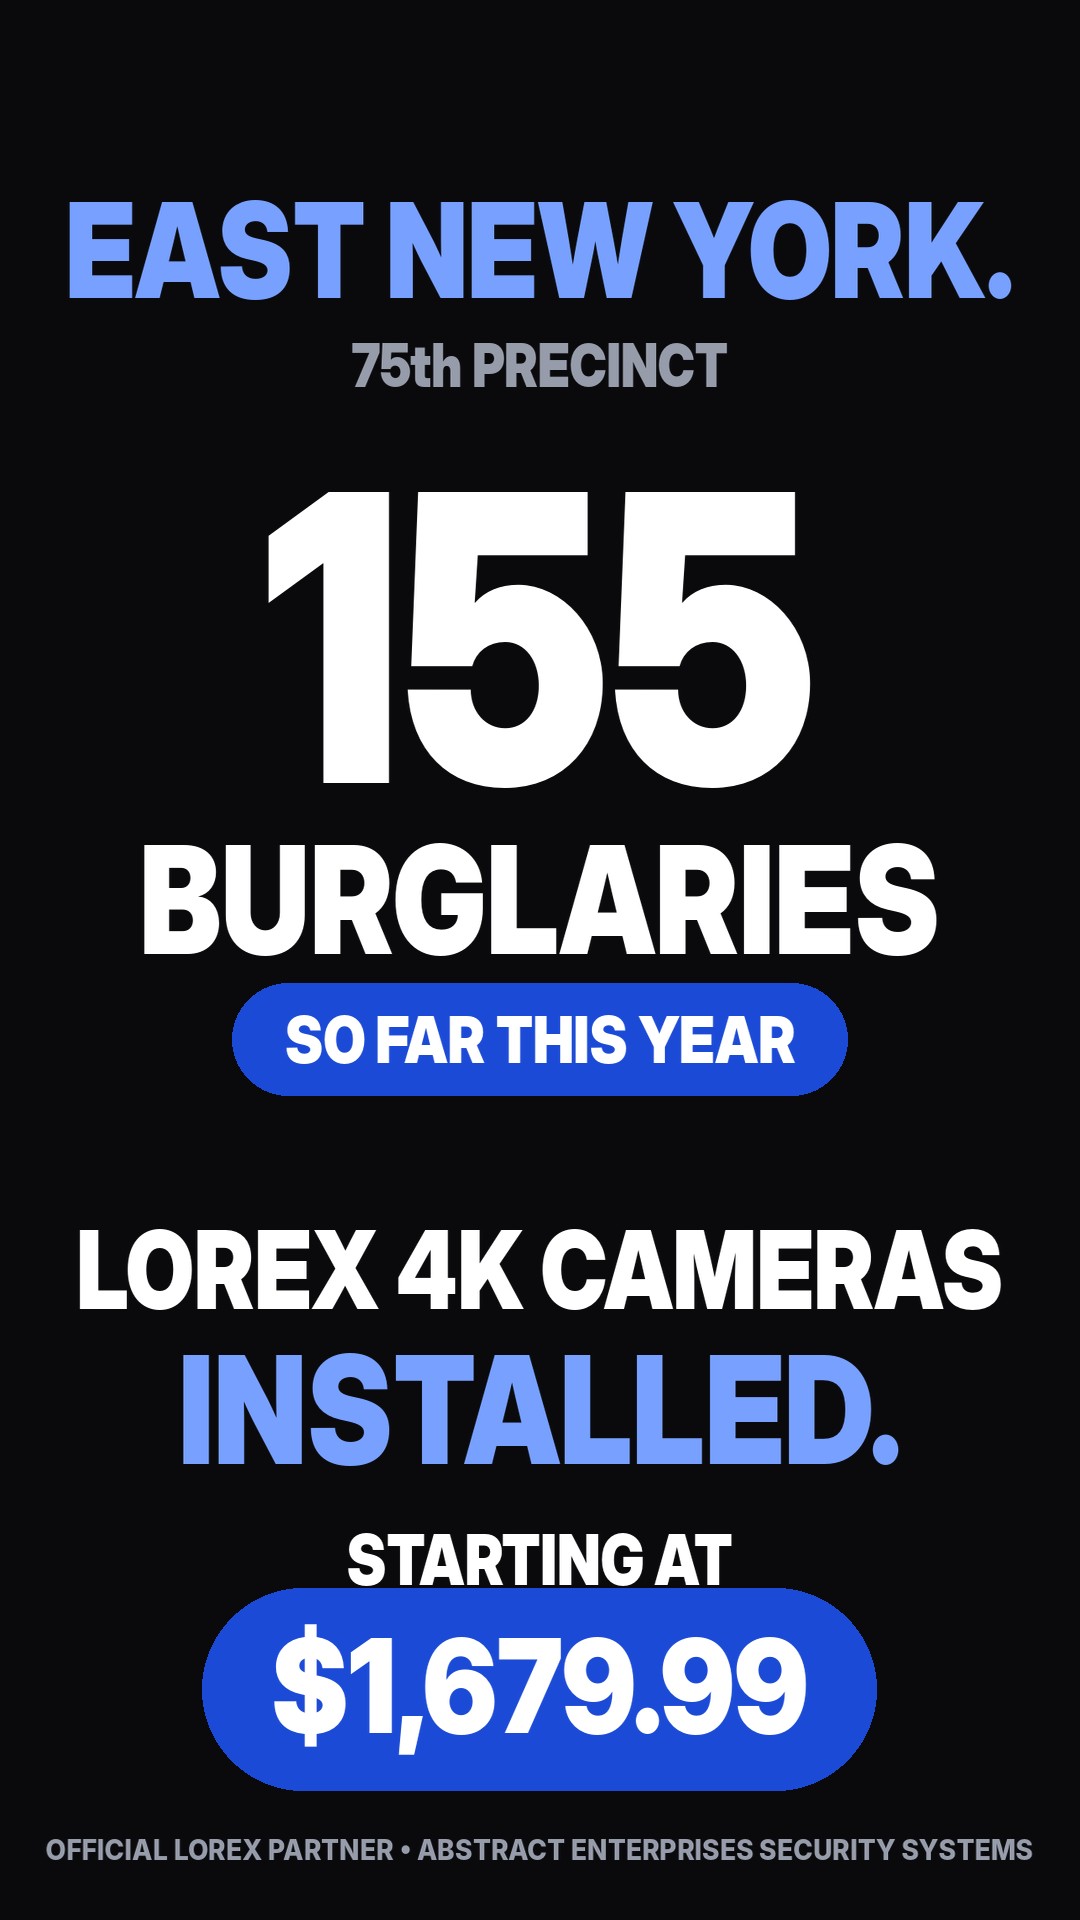 EAST NEW YORK.
75th PRECINCT
155
BURGLARIES
SO FAR THIS YEAR
LOREX 4K CAMERAS
INSTALLED.
STARTING AT
$1,679.99
OFFICIAL LOREX PARTNER • ABSTRACT ENTERPRISES SECURITY SYSTEMS